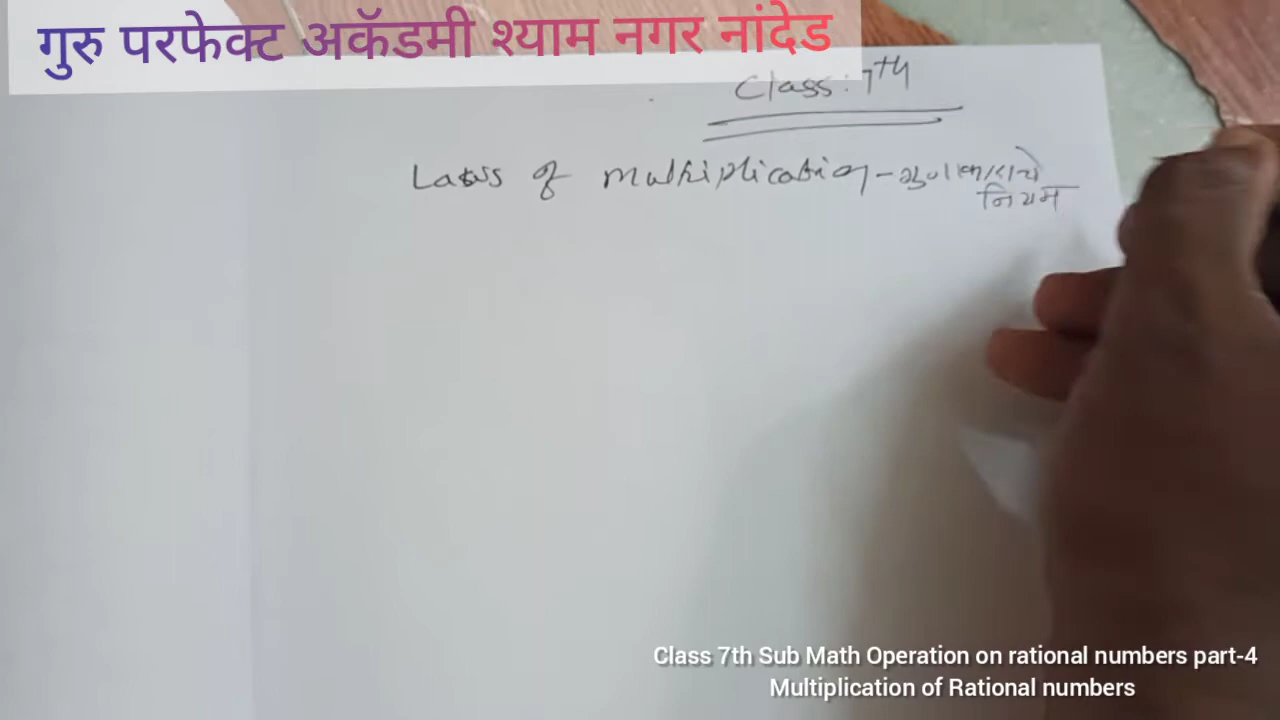 गुरु परफेक्ट अकॅडमी श्याम नगर नांदेड
Class: 7th
Laws of multiplication - गुणाकाराचे
नियम
Class 7th Sub Math Operation on rational numbers part-4
Multiplication of Rational numbers